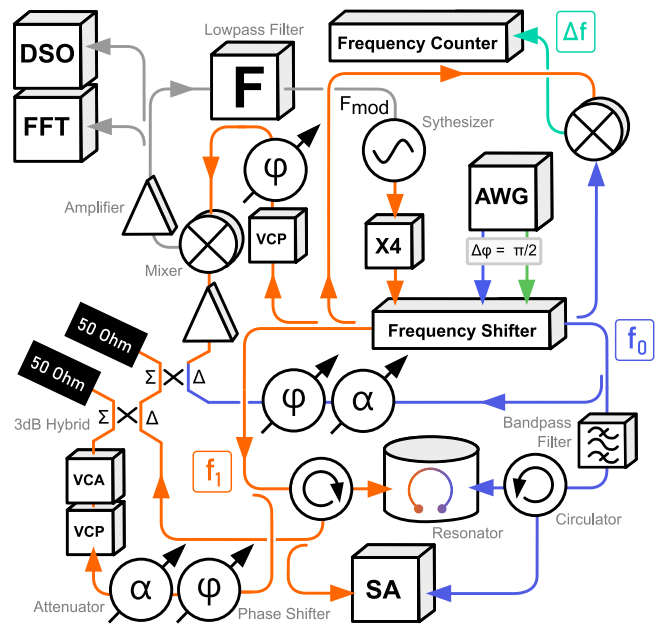 Lowpass Filter
DSO
FFT
F
Frequency Counter
Δf
Fmod
Sythesizer
φ
AWG
Amplifier
VCP
X4
Δφ = π/2
Mixer
Frequency Shifter
f0
50 Ohm
50 Ohm
Σ
Δ
Σ
Δ
3dB Hybrid
φ
α
Bandpass
Filter
VCA
VCP
f1
Resonator
Circulator
α
φ
SA
Attenuator
Phase Shifter